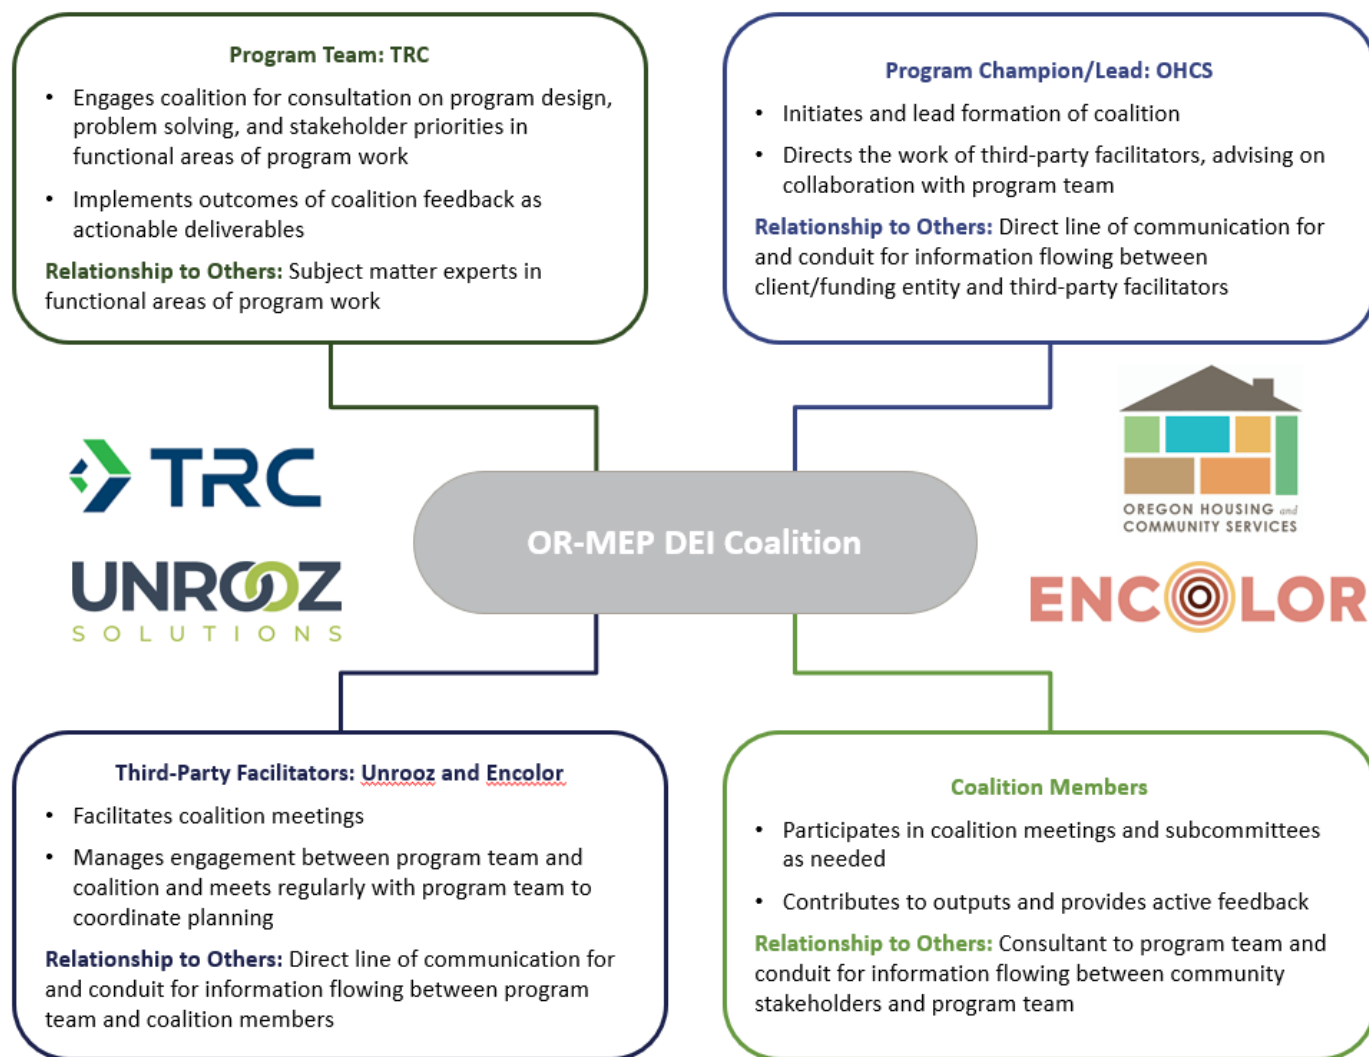 Program Team: TRC
• Engages coalition for consultation on program design,
problem solving, and stakeholder priorities in
functional areas of program work
• Implements outcomes of coalition feedback as
actionable deliverables
Relationship to Others: Subject matter experts in
functional areas of program work
Program Champion/Lead: OHCS
• Initiates and lead formation of coalition
• Directs the work of third-party facilitators, advising on
collaboration with program team
Relationship to Others: Direct line of communication for
and conduit for information flowing between
client/funding entity and third-party facilitators
TRC
UNROOZ
SOLUTIONS
OR-MEP DEI Coalition
OREGON HOUSING and
COMMUNITY SERVICES
ENCOLOR
Third-Party Facilitators: Unrooz and Encolor
• Facilitates coalition meetings
• Manages engagement between program team and
coalition and meets regularly with program team to
coordinate planning
Relationship to Others: Direct line of communication for
and conduit for information flowing between program
team and coalition members
Coalition Members
• Participates in coalition meetings and subcommittees
as needed
• Contributes to outputs and provides active feedback
Relationship to Others: Consultant to program team and
conduit for information flowing between community
stakeholders and program team